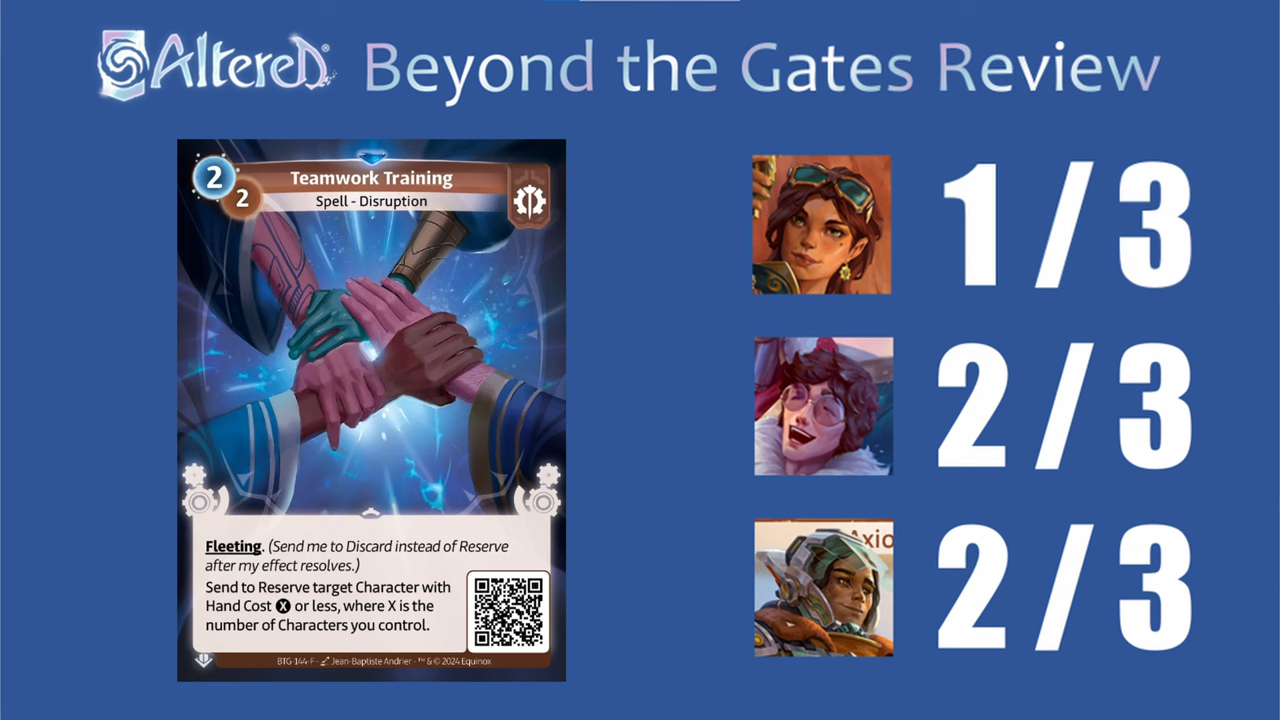 Altered® Beyond the Gates Review
2
2
Teamwork Training
Spell - Disruption
Fleeting. (Send me to Discard instead of Reserve
after my effect resolves.)
Send to Reserve target Character with
Hand Cost X or less, where X is the
number of Characters you control.
BTG-144-F - Jean-Baptiste Andrier - ™ & © 2024 Equinox
1 / 3
2 / 3
Axio
2 / 3